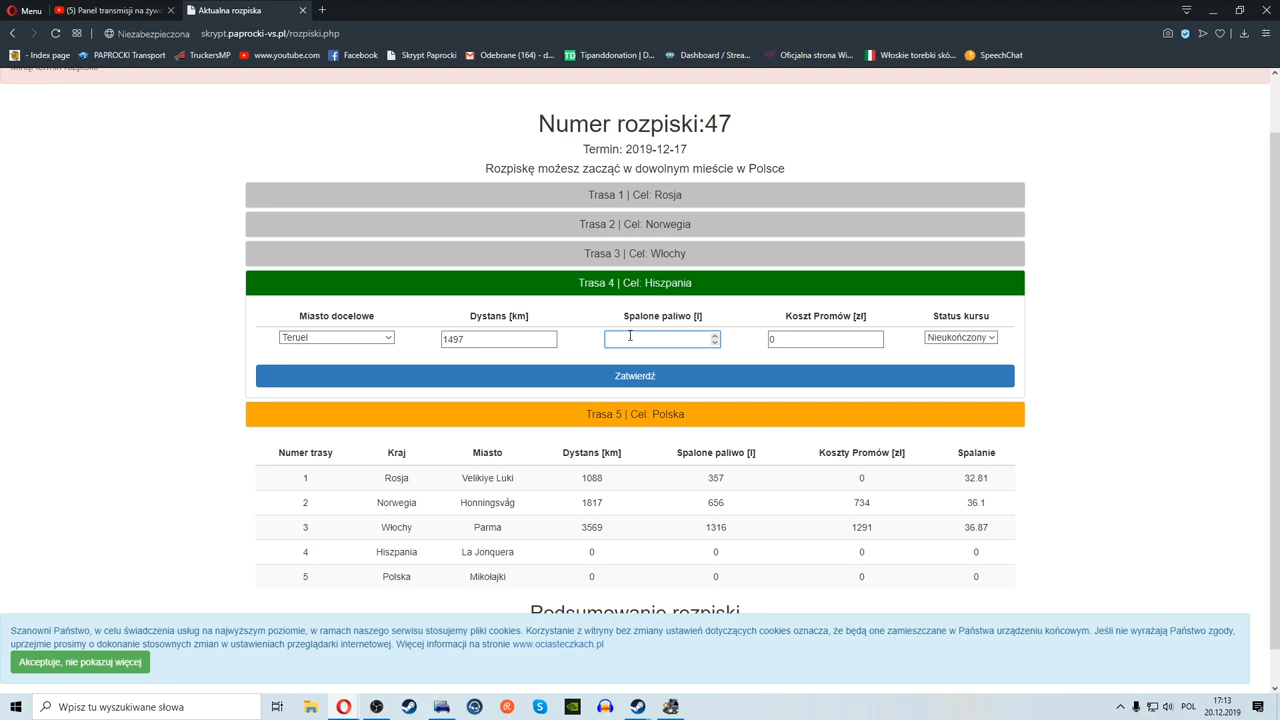 Menu
(5) Panel transmisji na żywo
Aktualna rozpiska
Niezabezpieczona
skrypt.paprocki-vs.pl/rozpiski.php
- Index page
PAPROCKI Transport
TruckersMP
www.youtube.com
Facebook
Skrypt Paprocki
Odebrane (164) - d...
Tipanddonation | D...
Dashboard / Strea...
Oficjalna strona Wi...
Włoskie torebki skó...
SpeechChat
Minął termin rozpiski.
Numer rozpiski:47
Termin: 2019-12-17
Rozpiskę możesz zacząć w dowolnym mieście w Polsce
Trasa 1 | Cel: Rosja
Trasa 2 | Cel: Norwegia
Trasa 3 | Cel: Włochy
Trasa 4 | Cel: Hiszpania
Miasto docelowe Dystans [km] Spalone paliwo [l] Koszt Promów [zł] Status kursu
Teruel 1497 0 Nieukończony
Zatwierdź
Trasa 5 | Cel: Polska
Numer trasy Kraj Miasto Dystans [km] Spalone paliwo [l] Koszty Promów [zł] Spalanie
1 Rosja Velikiye Luki 1088 357 0 32.81
2 Norwegia Honningsvåg 1817 656 734 36.1
3 Włochy Parma 3569 1316 1291 36.87
4 Hiszpania La Jonquera 0 0 0 0
5 Polska Mikołajki 0 0 0 0
Podsumowanie rozpiski
Szanowni Państwo, w celu świadczenia usług na najwyższym poziomie, w ramach naszego serwisu stosujemy pliki cookies. Korzystanie z witryny bez zmiany ustawień dotyczących cookies oznacza, że będą one zamieszczane w Państwa urządzeniu końcowym. Jeśli nie wyrażają Państwo zgody,
uprzejmie prosimy o dokonanie stosownych zmian w ustawieniach przeglądarki internetowej. Więcej informacji na stronie www.ociasteczkach.pl
Akceptuje, nie pokazuj więcej
Wpisz tu wyszukiwane słowa
POL
17:13
20.12.2019